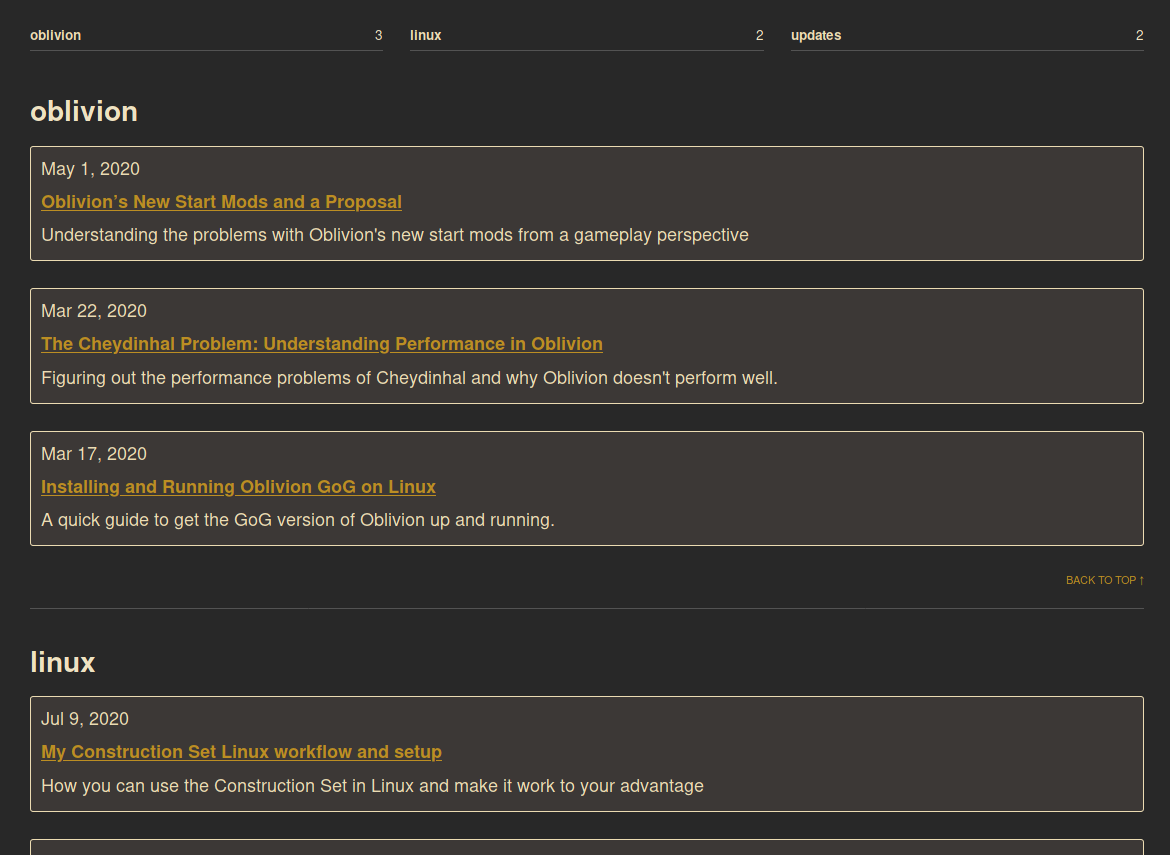 oblivion 3 linux 2 updates 2
oblivion
May 1, 2020
Oblivion’s New Start Mods and a Proposal
Understanding the problems with Oblivion's new start mods from a gameplay perspective
Mar 22, 2020
The Cheydinhal Problem: Understanding Performance in Oblivion
Figuring out the performance problems of Cheydinhal and why Oblivion doesn't perform well.
Mar 17, 2020
Installing and Running Oblivion GoG on Linux
A quick guide to get the GoG version of Oblivion up and running.
BACK TO TOP ↑
linux
Jul 9, 2020
My Construction Set Linux workflow and setup
How you can use the Construction Set in Linux and make it work to your advantage